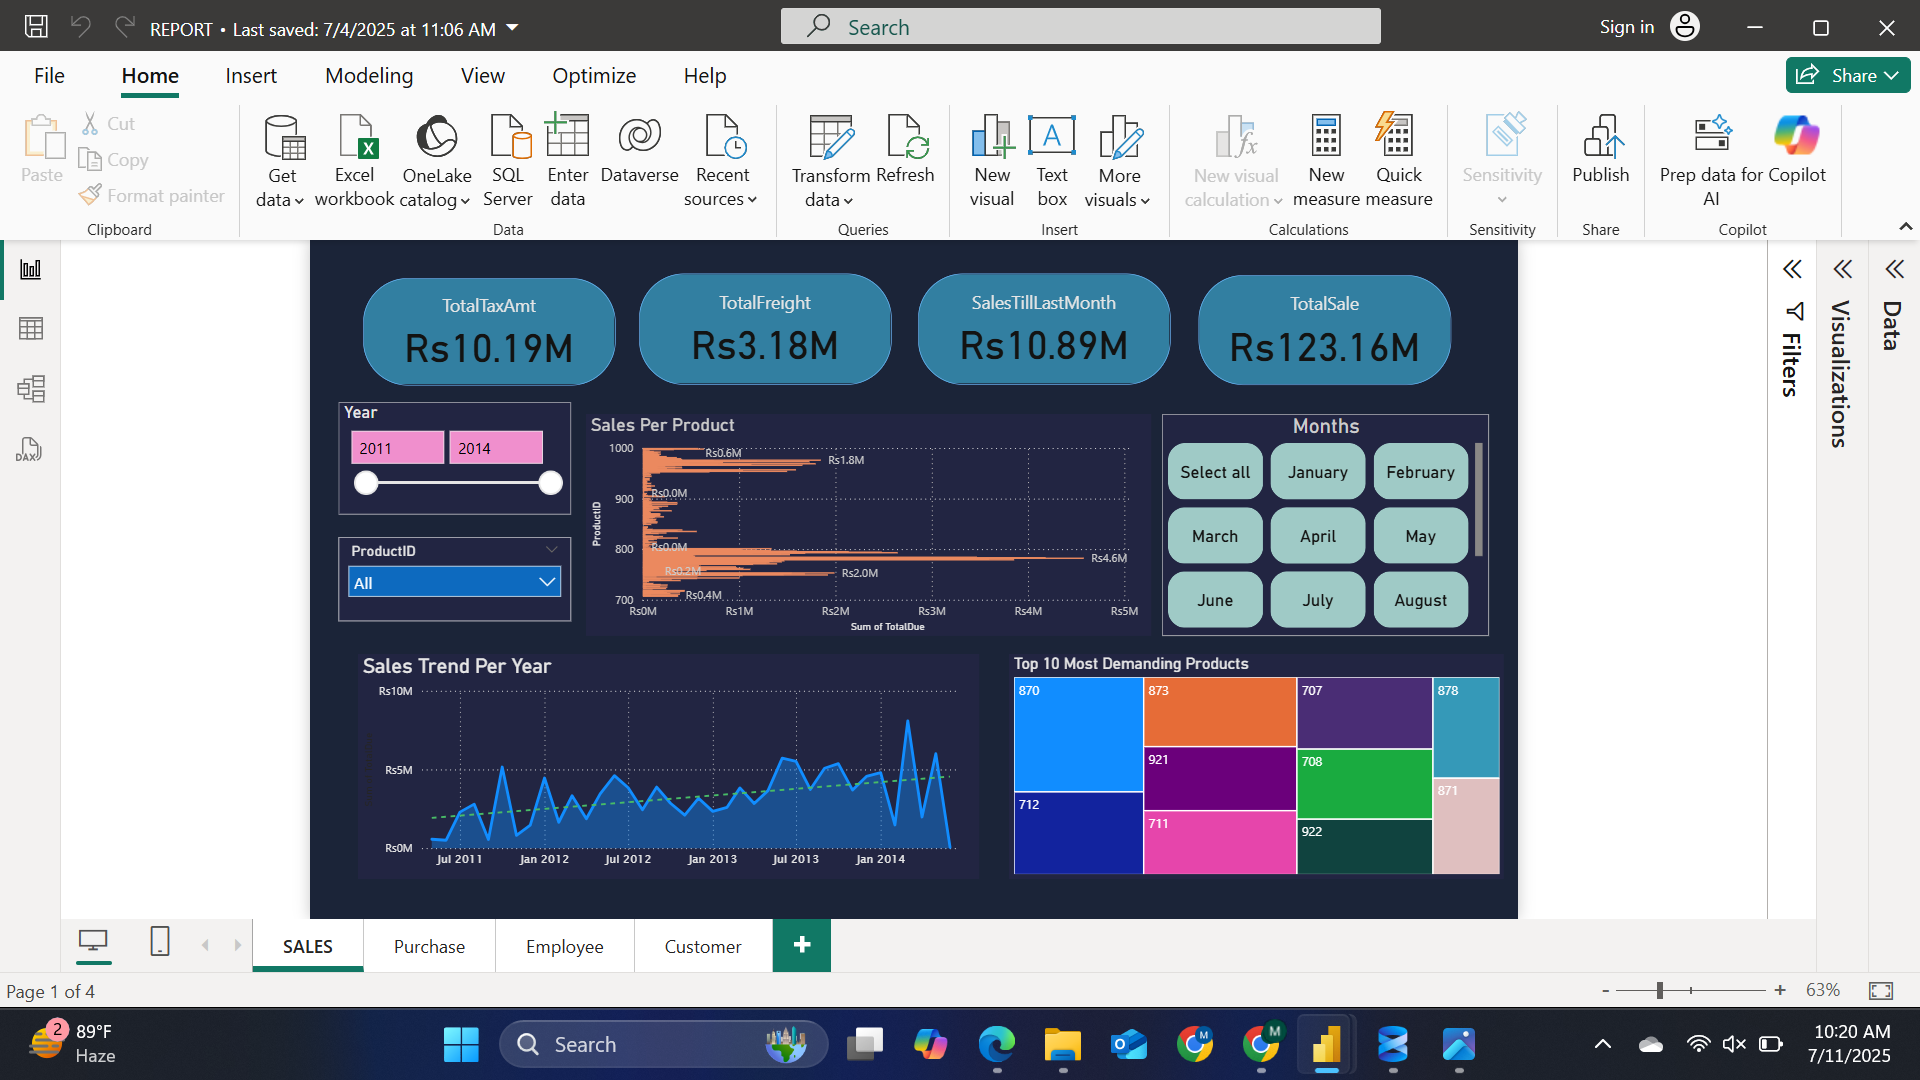 REPORT • Last saved: 7/4/2025 at 11:06 AM
Search
Sign in
File Home Insert Modeling View Optimize Help
Share
Paste
Cut
Copy
Format painter
Clipboard
Get data
Excel workbook
OneLake catalog
SQL Server
Enter data
Dataverse
Recent sources
Data
Transform data
Refresh
Queries
New visual
Text box
More visuals
Insert
New visual calculation
New measure
Quick measure
Calculations
Sensitivity
Sensitivity
Publish
Share
Prep data for AI
Copilot
Copilot
DAX
TotalTaxAmt
Rs10.19M
TotalFreight
Rs3.18M
SalesTillLastMonth
Rs10.89M
TotalSale
Rs123.16M
Year
2011 2014
ProductID
All
Sales Per Product
ProductID
1000
900
800
700
Rs0.6M
Rs1.8M
Rs0.0M
Rs0.0M
Rs4.6M
Rs0.2M
Rs2.0M
Rs0.4M
Rs0M Rs1M Rs2M Rs3M Rs4M Rs5M
Sum of TotalDue
Months
Select all January February
March April May
June July August
Sales Trend Per Year
Rs10M
Rs5M
Rs0M
Jul 2011 Jan 2012 Jul 2012 Jan 2013 Jul 2013 Jan 2014
Top 10 Most Demanding Products
870
712
873
921
711
707
708
922
878
871
Filters
Visualizations
Data
SALES Purchase Employee Customer +
Page 1 of 4
- + 63%
2
89°F
Haze
Search
M
M
10:20 AM
7/11/2025